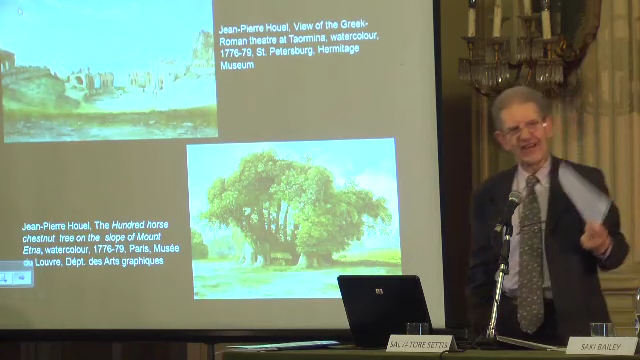 Jean-Pierre Houel, View of the Greek-
Roman theatre at Taormina, watercolour,
1776-79, St. Petersburg, Hermitage
Museum
Jean-Pierre Houel, The Hundred horse
chestnut tree on the slope of Mount
Etna, watercolour, 1776-79, Paris, Musée
du Louvre, Dépt. des Arts graphiques
SALVATORE SETTIS
SAKI BAILEY